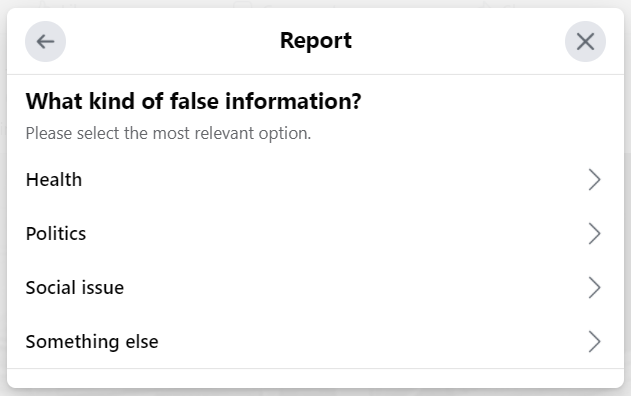 Report
What kind of false information?
Please select the most relevant option.
Health
Politics
Social issue
Something else